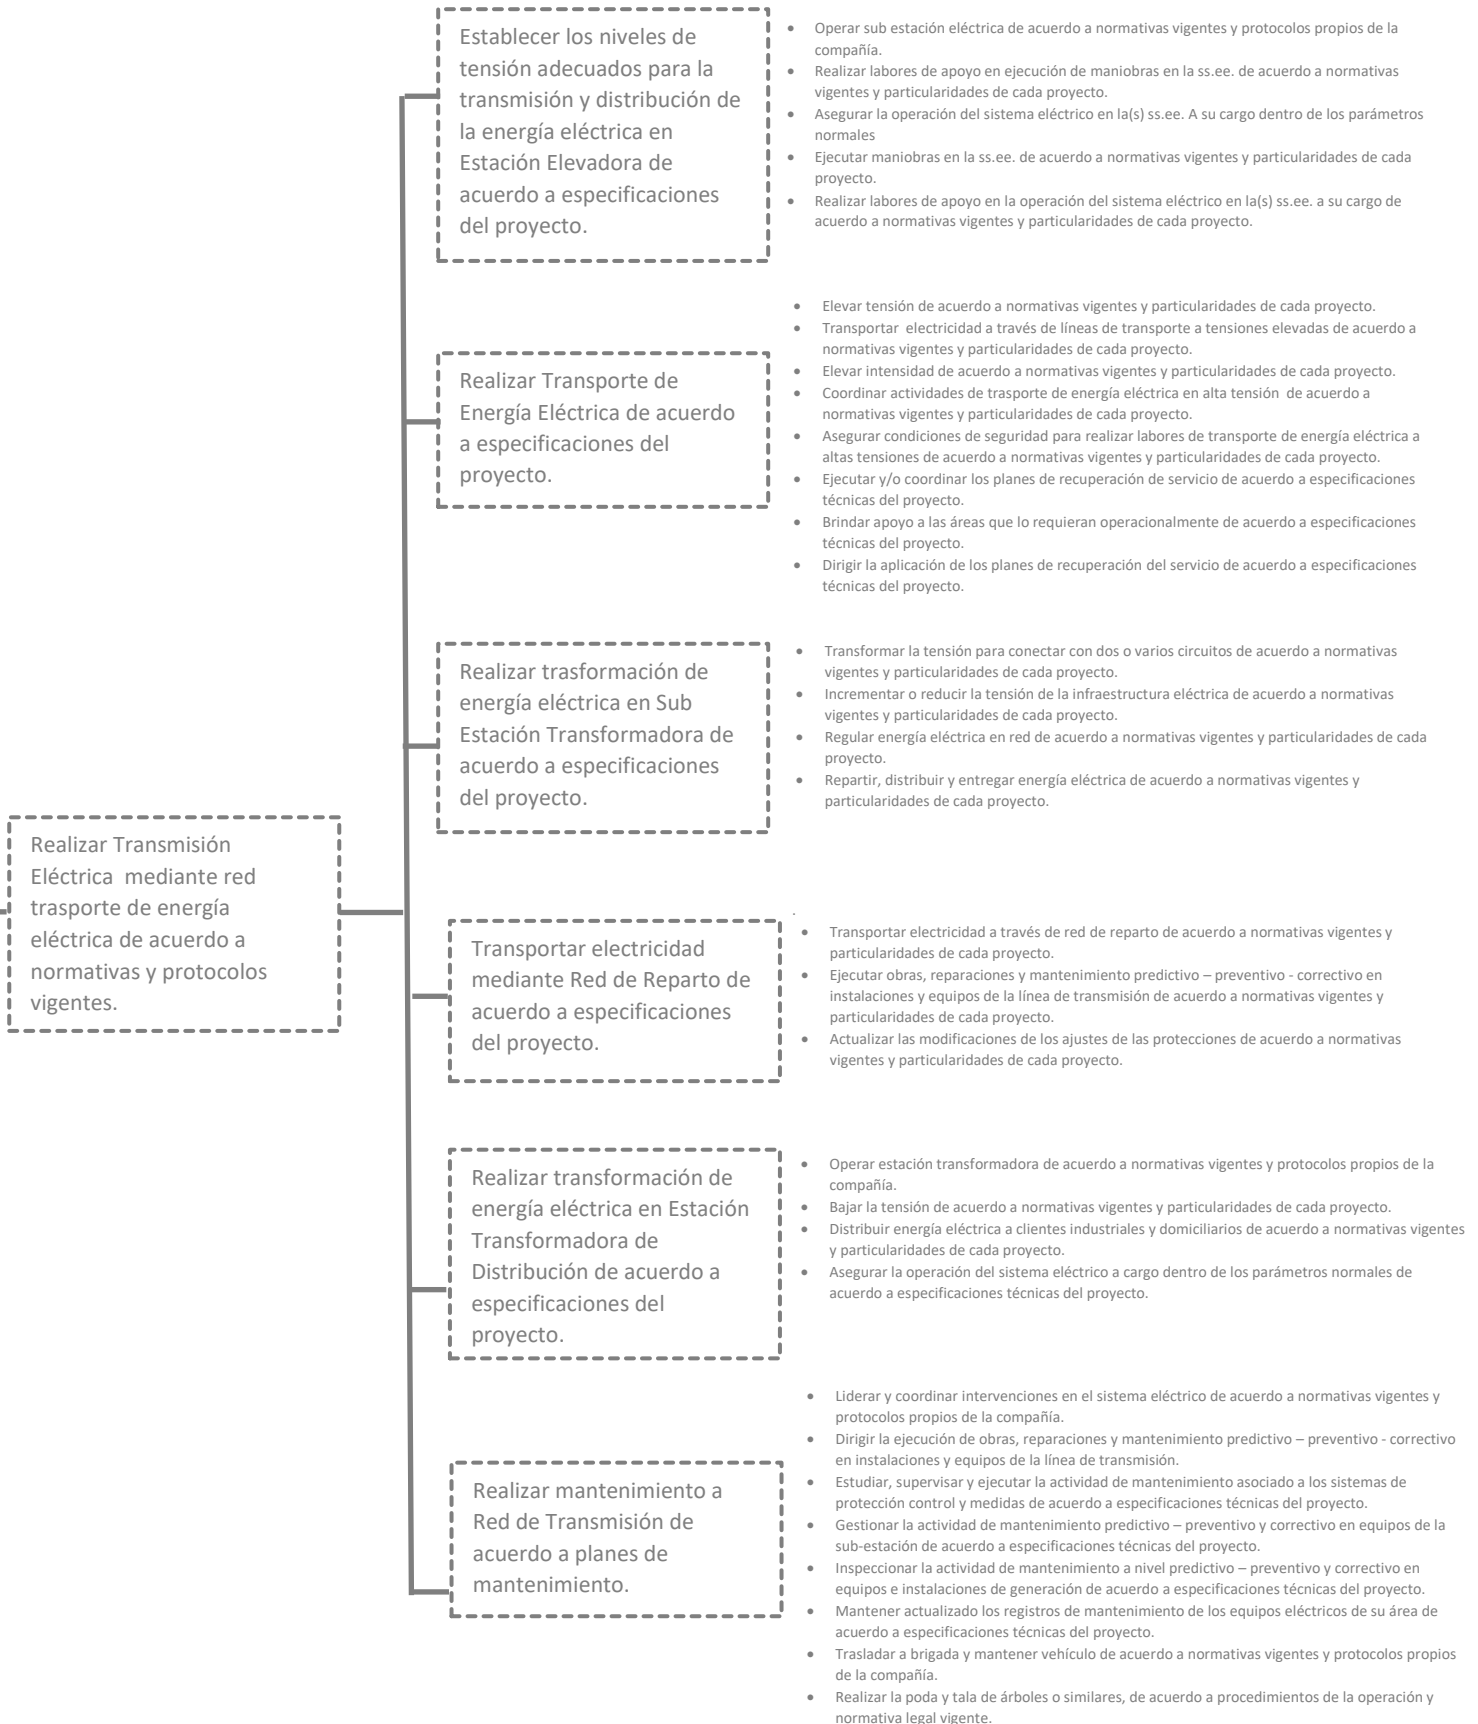 Establecer los niveles de
tensión adecuados para la
transmisión y distribución de
la energía eléctrica en
Estación Elevadora de
acuerdo a especificaciones
del proyecto.
• Operar sub estación eléctrica de acuerdo a normativas vigentes y protocolos propios de la
compañía.
• Realizar labores de apoyo en ejecución de maniobras en la ss.ee. de acuerdo a normativas
vigentes y particularidades de cada proyecto.
• Asegurar la operación del sistema eléctrico en la(s) ss.ee. A su cargo dentro de los parámetros
normales
• Ejecutar maniobras en la ss.ee. de acuerdo a normativas vigentes y particularidades de cada
proyecto.
• Realizar labores de apoyo en la operación del sistema eléctrico en la(s) ss.ee. a su cargo de
acuerdo a normativas vigentes y particularidades de cada proyecto.
Realizar Transporte de
Energía Eléctrica de acuerdo
a especificaciones del
proyecto.
• Elevar tensión de acuerdo a normativas vigentes y particularidades de cada proyecto.
• Transportar electricidad a través de líneas de transporte a tensiones elevadas de acuerdo a
normativas vigentes y particularidades de cada proyecto.
• Elevar intensidad de acuerdo a normativas vigentes y particularidades de cada proyecto.
• Coordinar actividades de trasporte de energía eléctrica en alta tensión de acuerdo a
normativas vigentes y particularidades de cada proyecto.
• Asegurar condiciones de seguridad para realizar labores de transporte de energía eléctrica a
altas tensiones de acuerdo a normativas vigentes y particularidades de cada proyecto.
• Ejecutar y/o coordinar los planes de recuperación de servicio de acuerdo a especificaciones
técnicas del proyecto.
• Brindar apoyo a las áreas que lo requieran operacionalmente de acuerdo a especificaciones
técnicas del proyecto.
• Dirigir la aplicación de los planes de recuperación del servicio de acuerdo a especificaciones
técnicas del proyecto.
Realizar trasformación de
energía eléctrica en Sub
Estación Transformadora de
acuerdo a especificaciones
del proyecto.
• Transformar la tensión para conectar con dos o varios circuitos de acuerdo a normativas
vigentes y particularidades de cada proyecto.
• Incrementar o reducir la tensión de la infraestructura eléctrica de acuerdo a normativas
vigentes y particularidades de cada proyecto.
• Regular energía eléctrica en red de acuerdo a normativas vigentes y particularidades de cada
proyecto.
• Repartir, distribuir y entregar energía eléctrica de acuerdo a normativas vigentes y
particularidades de cada proyecto.
Realizar Transmisión
Eléctrica mediante red
trasporte de energía
eléctrica de acuerdo a
normativas y protocolos
vigentes.
Transportar electricidad
mediante Red de Reparto de
acuerdo a especificaciones
del proyecto.
.
• Transportar electricidad a través de red de reparto de acuerdo a normativas vigentes y
particularidades de cada proyecto.
• Ejecutar obras, reparaciones y mantenimiento predictivo – preventivo - correctivo en
instalaciones y equipos de la línea de transmisión de acuerdo a normativas vigentes y
particularidades de cada proyecto.
• Actualizar las modificaciones de los ajustes de las protecciones de acuerdo a normativas
vigentes y particularidades de cada proyecto.
Realizar transformación de
energía eléctrica en Estación
Transformadora de
Distribución de acuerdo a
especificaciones del
proyecto.
• Operar estación transformadora de acuerdo a normativas vigentes y protocolos propios de la
compañía.
• Bajar la tensión de acuerdo a normativas vigentes y particularidades de cada proyecto.
• Distribuir energía eléctrica a clientes industriales y domiciliarios de acuerdo a normativas vigentes
y particularidades de cada proyecto.
• Asegurar la operación del sistema eléctrico a cargo dentro de los parámetros normales de
acuerdo a especificaciones técnicas del proyecto.
Realizar mantenimiento a
Red de Transmisión de
acuerdo a planes de
mantenimiento.
• Liderar y coordinar intervenciones en el sistema eléctrico de acuerdo a normativas vigentes y
protocolos propios de la compañía.
• Dirigir la ejecución de obras, reparaciones y mantenimiento predictivo – preventivo - correctivo
en instalaciones y equipos de la línea de transmisión.
• Estudiar, supervisar y ejecutar la actividad de mantenimiento asociado a los sistemas de
protección control y medidas de acuerdo a especificaciones técnicas del proyecto.
• Gestionar la actividad de mantenimiento predictivo – preventivo y correctivo en equipos de la
sub-estación de acuerdo a especificaciones técnicas del proyecto.
• Inspeccionar la actividad de mantenimiento a nivel predictivo – preventivo y correctivo en
equipos e instalaciones de generación de acuerdo a especificaciones técnicas del proyecto.
• Mantener actualizado los registros de mantenimiento de los equipos eléctricos de su área de
acuerdo a especificaciones técnicas del proyecto.
• Trasladar a brigada y mantener vehículo de acuerdo a normativas vigentes y protocolos propios
de la compañía.
• Realizar la poda y tala de árboles o similares, de acuerdo a procedimientos de la operación y
normativa legal vigente.